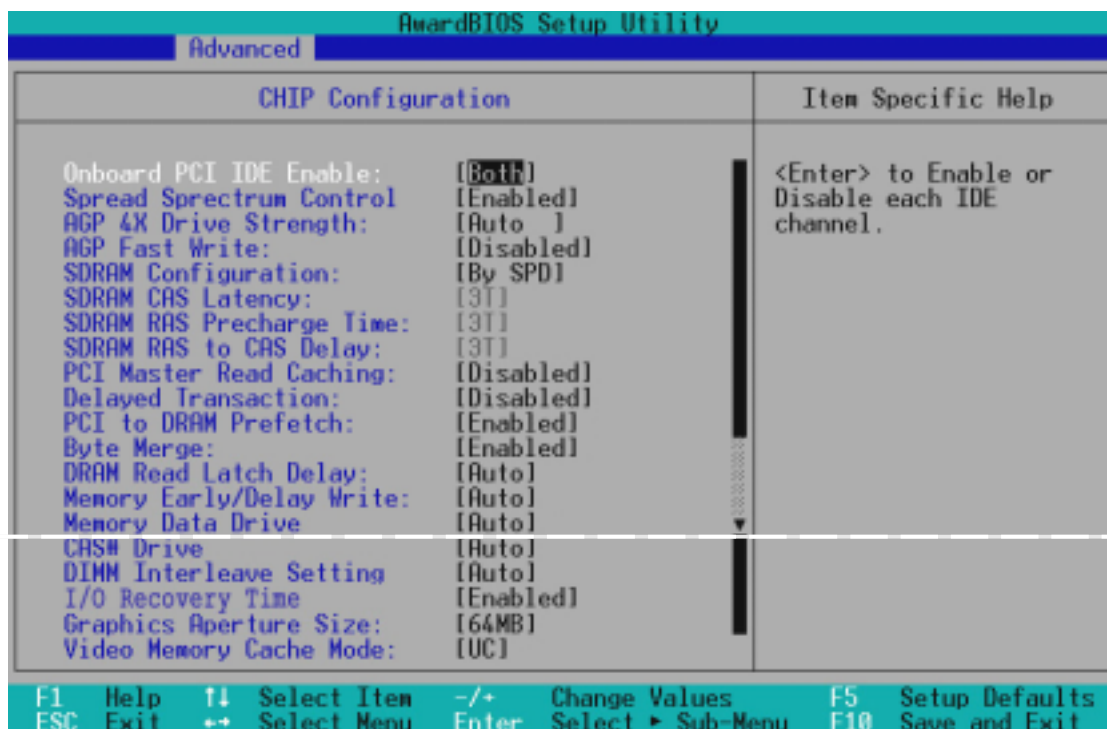 AwardBIOS Setup Utility
Advanced
CHIP Configuration
Item Specific Help
Onboard PCI IDE Enable: [Both]
Spread Sprectrum Control [Enabled]
AGP 4X Drive Strength: [Auto ]
AGP Fast Write: [Disabled]
SDRAM Configuration: [By SPD]
SDRAM CAS Latency: [3T]
SDRAM RAS Precharge Time: [3T]
SDRAM RAS to CAS Delay: [3T]
PCI Master Read Caching: [Disabled]
Delayed Transaction: [Disabled]
PCI to DRAM Prefetch: [Enabled]
Byte Merge: [Enabled]
DRAM Read Latch Delay: [Auto]
Memory Early/Delay Write: [Auto]
Memory Data Drive [Auto]
CAS# Drive [Auto]
DIMM Interleave Setting [Auto]
I/O Recovery Time [Enabled]
Graphics Aperture Size: [64MB]
Video Memory Cache Mode: [UC]
<Enter> to Enable or
Disable each IDE
channel.
F1 Help ↑↓ Select Item -/+ Change Values F5 Setup Defaults
ESC Exit ←→ Select Menu Enter Select ► Sub-Menu F10 Save and Exit